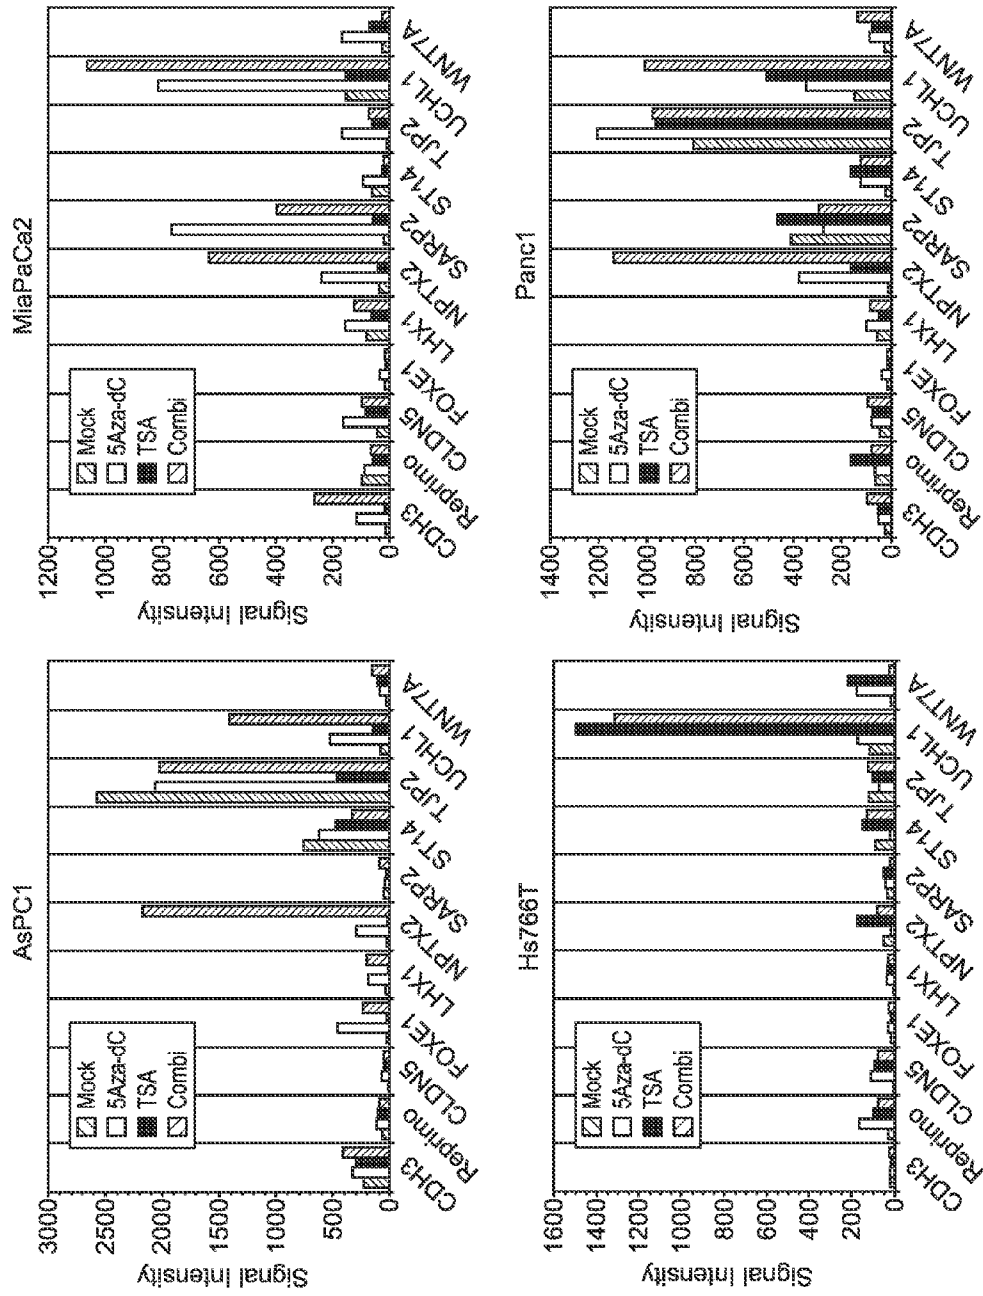 AsPC1
Signal Intensity
3000
2500
2000
1500
1000
500
0
Mock
5Aza-dC
TSA
Combi
CDH3
Reprimo
CLDN5
FOXE1
LHX1
NPTX2
SARP2
ST14
TJP2
UCHL1
WNT7A
MiaPaCa2
Signal Intensity
1200
1000
800
600
400
200
0
Mock
5Aza-dC
TSA
Combi
CDH3
Reprimo
CLDN5
FOXE1
LHX1
NPTX2
SARP2
ST14
TJP2
UCHL1
WNT7A
Hs766T
Signal Intensity
1600
1400
1200
1000
800
600
400
200
0
Mock
5Aza-dC
TSA
Combi
CDH3
Reprimo
CLDN5
FOXE1
LHX1
NPTX2
SARP2
ST14
TJP2
UCHL1
WNT7A
Panc1
Signal Intensity
1400
1200
1000
800
600
400
200
0
Mock
5Aza-dC
TSA
Combi
CDH3
Reprimo
CLDN5
FOXE1
LHX1
NPTX2
SARP2
ST14
TJP2
UCHL1
WNT7A